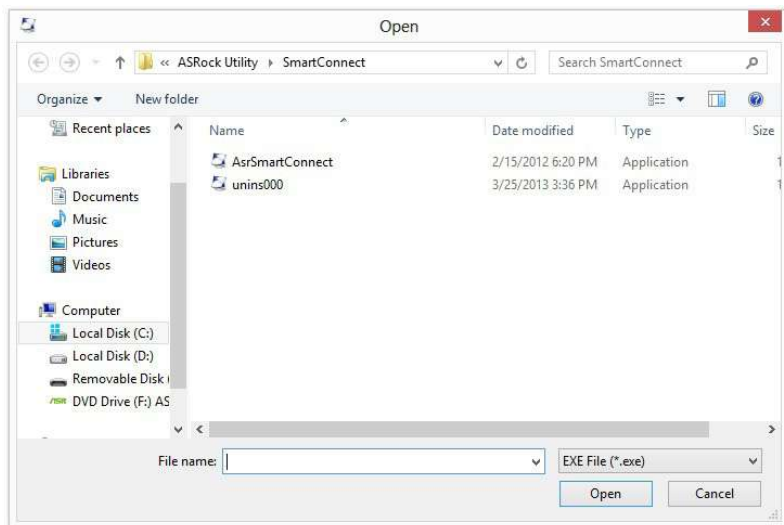 Open
« ASRock Utility SmartConnect
Search SmartConnect
Organize New folder
Recent places
Libraries
Documents
Music
Pictures
Videos
Computer
Local Disk (C:)
Local Disk (D:)
Removable Disk (
DVD Drive (F:) AS
Name Date modified Type Size
AsrSmartConnect 2/15/2012 6:20 PM Application 1
unins000 3/25/2013 3:36 PM Application 1
File name:
EXE File (*.exe)
Open Cancel